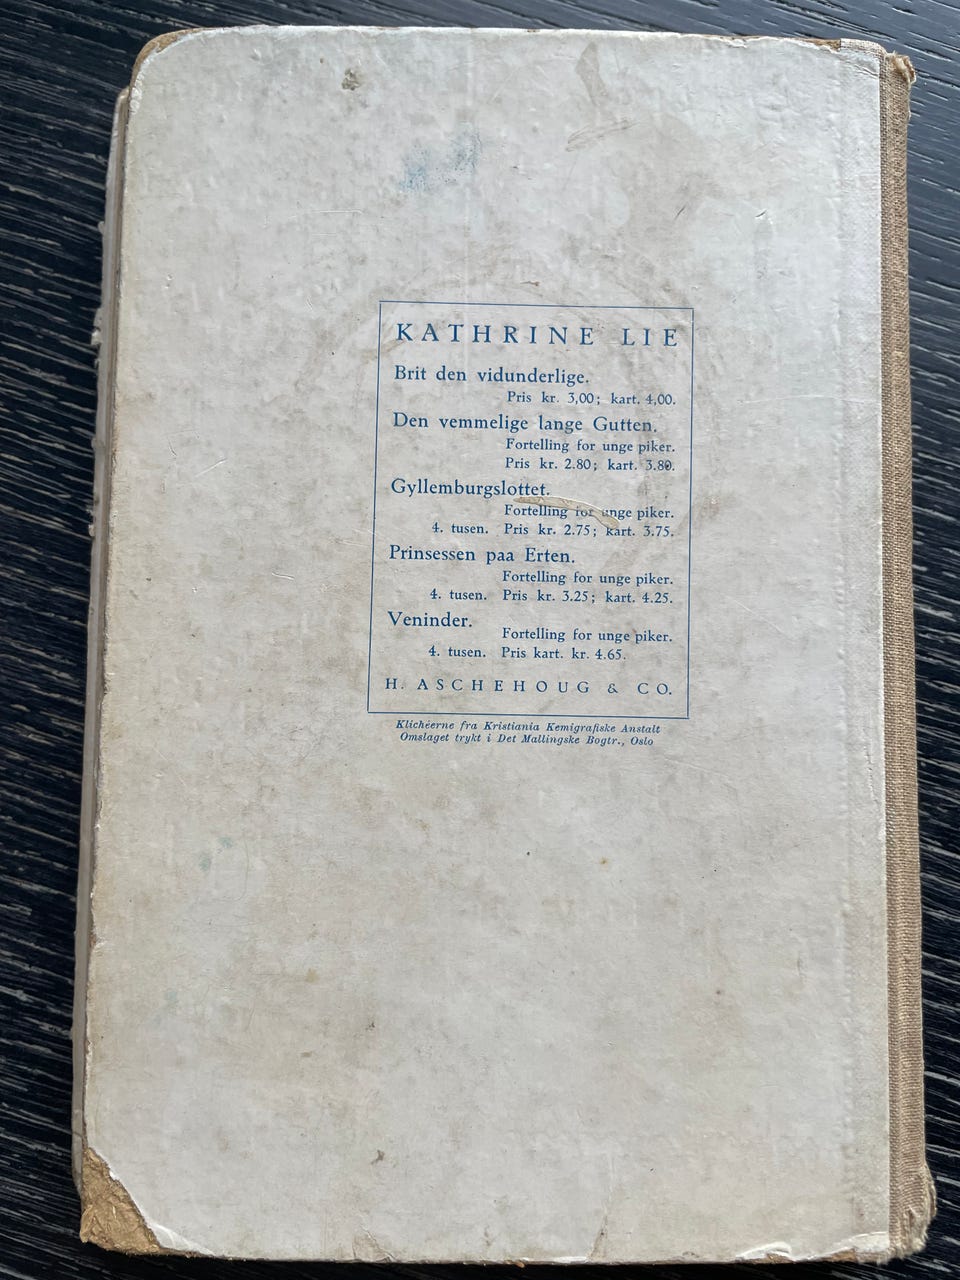 KATHRINE LIE
Brit den vidunderlige.
Pris kr. 3,00; kart. 4,00.
Den vemmelige lange Gutten.
Fortelling for unge piker.
Pris kr. 2.80; kart. 3.80.
Gyllemburgslottet.
Fortelling for unge piker.
4. tusen. Pris kr. 2.75; kart. 3.75.
Prinsessen paa Erten.
Fortelling for unge piker.
4. tusen. Pris kr. 3.25; kart. 4.25.
Veninder.
Fortelling for unge piker.
4. tusen. Pris kart. kr. 4.65.
H. ASCHEHOUG & CO.
Klichéerne fra Kristiania Kemigrafiske Anstalt
Omslaget trykt i Det Mallingske Bogtr., Oslo